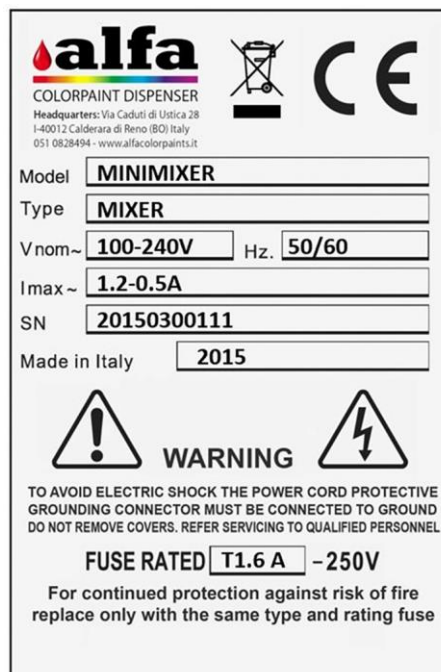 alfa
COLORPAINT DISPENSER
Headquarters: Via Caduti di Ustica 28
I-40012 Calderara di Reno (BO) Italy
051 0828494 - www.alfacolorpaints.it
CE
Model MINIMIXER
Type MIXER
Vnom~ 100-240V Hz. 50/60
Imax~ 1.2-0.5A
SN 20150300111
Made in Italy 2015
WARNING
TO AVOID ELECTRIC SHOCK THE POWER CORD PROTECTIVE
GROUNDING CONNECTOR MUST BE CONNECTED TO GROUND
DO NOT REMOVE COVERS. REFER SERVICING TO QUALIFIED PERSONNEL
FUSE RATED T1.6 A –250V
For continued protection against risk of fire
replace only with the same type and rating fuse